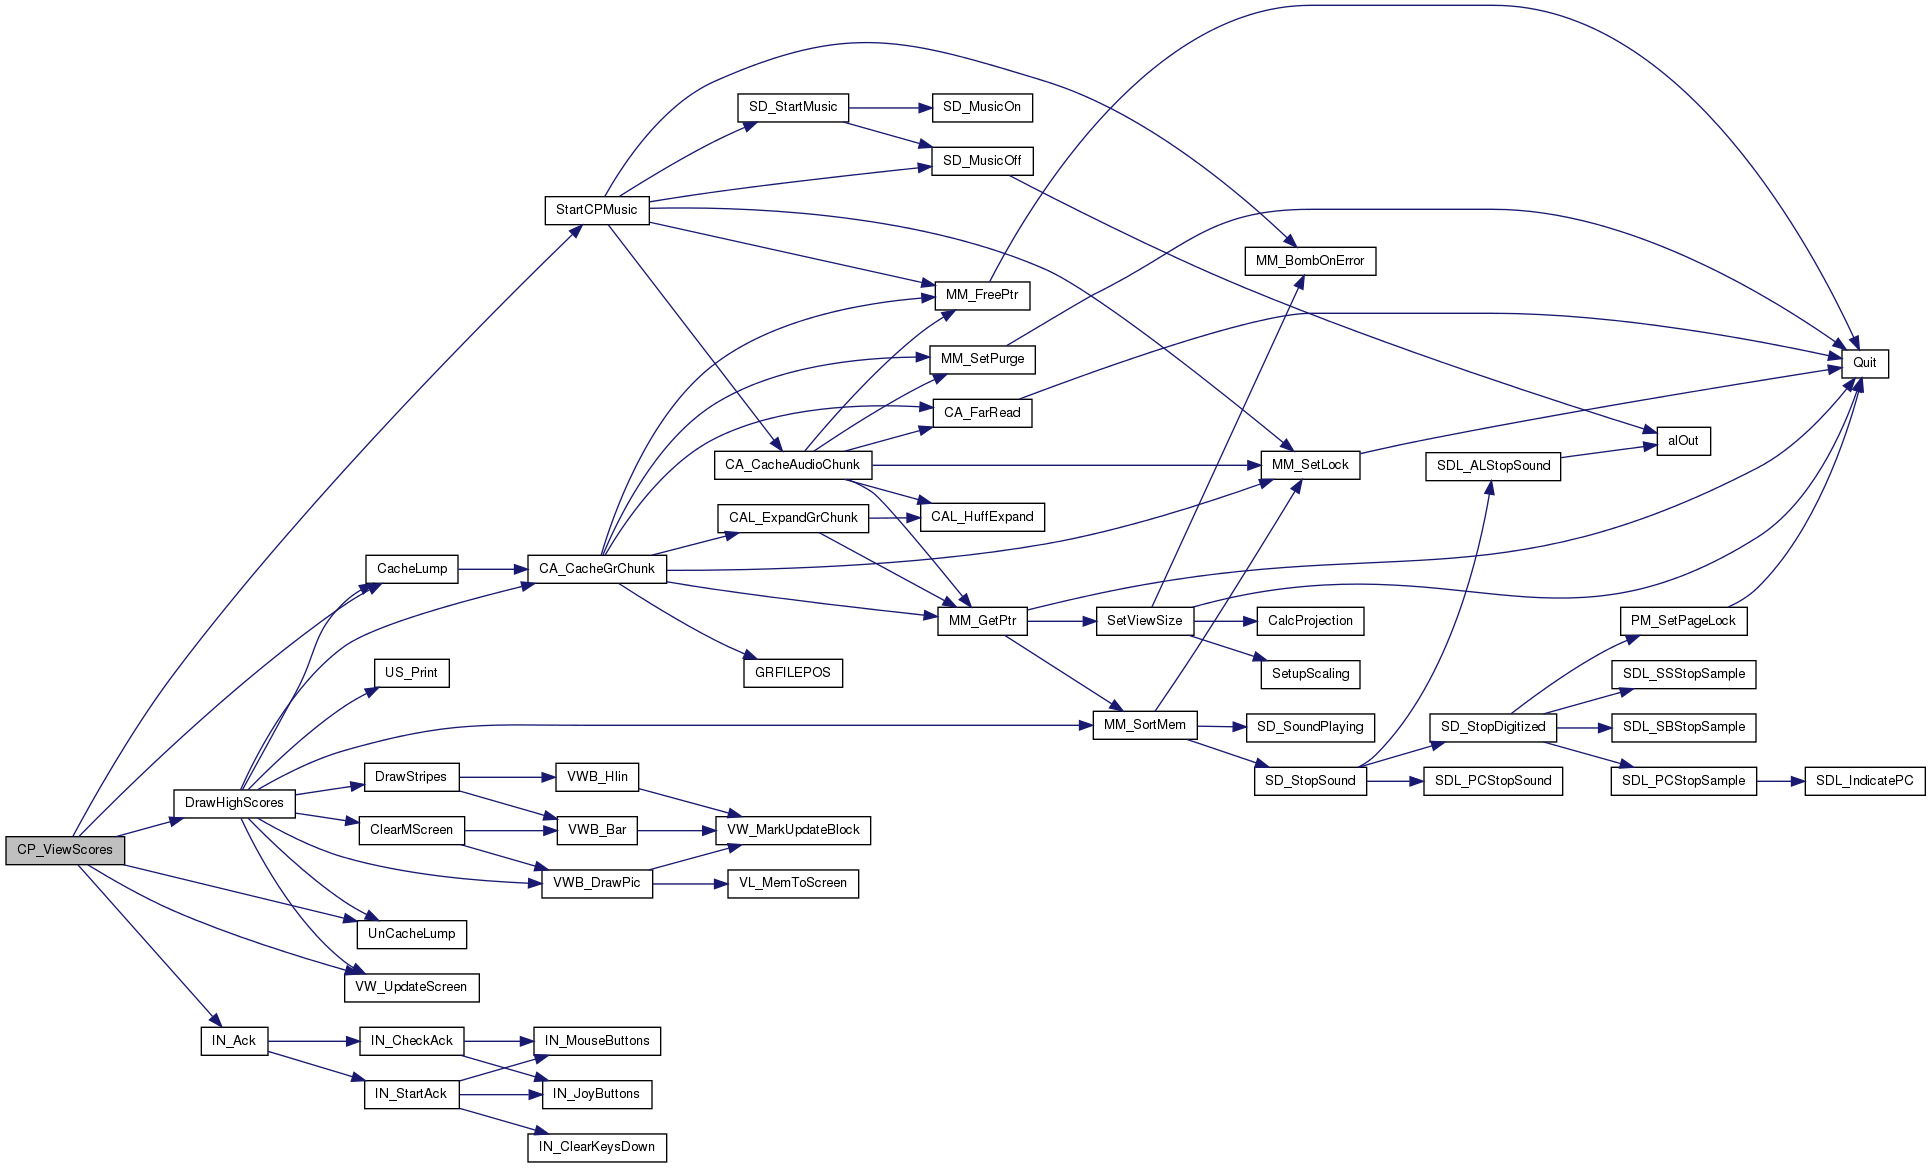 SD_StartMusic
SD_MusicOn
SD_MusicOff
StartCPMusic
MM_BombOnError
MM_FreePtr
MM_SetPurge
Quit
CA_FarRead
alOut
CA_CacheAudioChunk
MM_SetLock
SDL_ALStopSound
CAL_ExpandGrChunk
CAL_HuffExpand
CacheLump
CA_CacheGrChunk
MM_GetPtr
SetViewSize
CalcProjection
PM_SetPageLock
US_Print
GRFILEPOS
SetupScaling
SDL_SSStopSample
MM_SortMem
SD_SoundPlaying
SD_StopDigitized
SDL_SBStopSample
DrawStripes
VWB_Hlin
SD_StopSound
SDL_PCStopSound
SDL_PCStopSample
SDL_IndicatePC
DrawHighScores
ClearMScreen
VWB_Bar
VW_MarkUpdateBlock
CP_ViewScores
VWB_DrawPic
VL_MemToScreen
UnCacheLump
VW_UpdateScreen
IN_Ack
IN_CheckAck
IN_MouseButtons
IN_StartAck
IN_JoyButtons
IN_ClearKeysDown